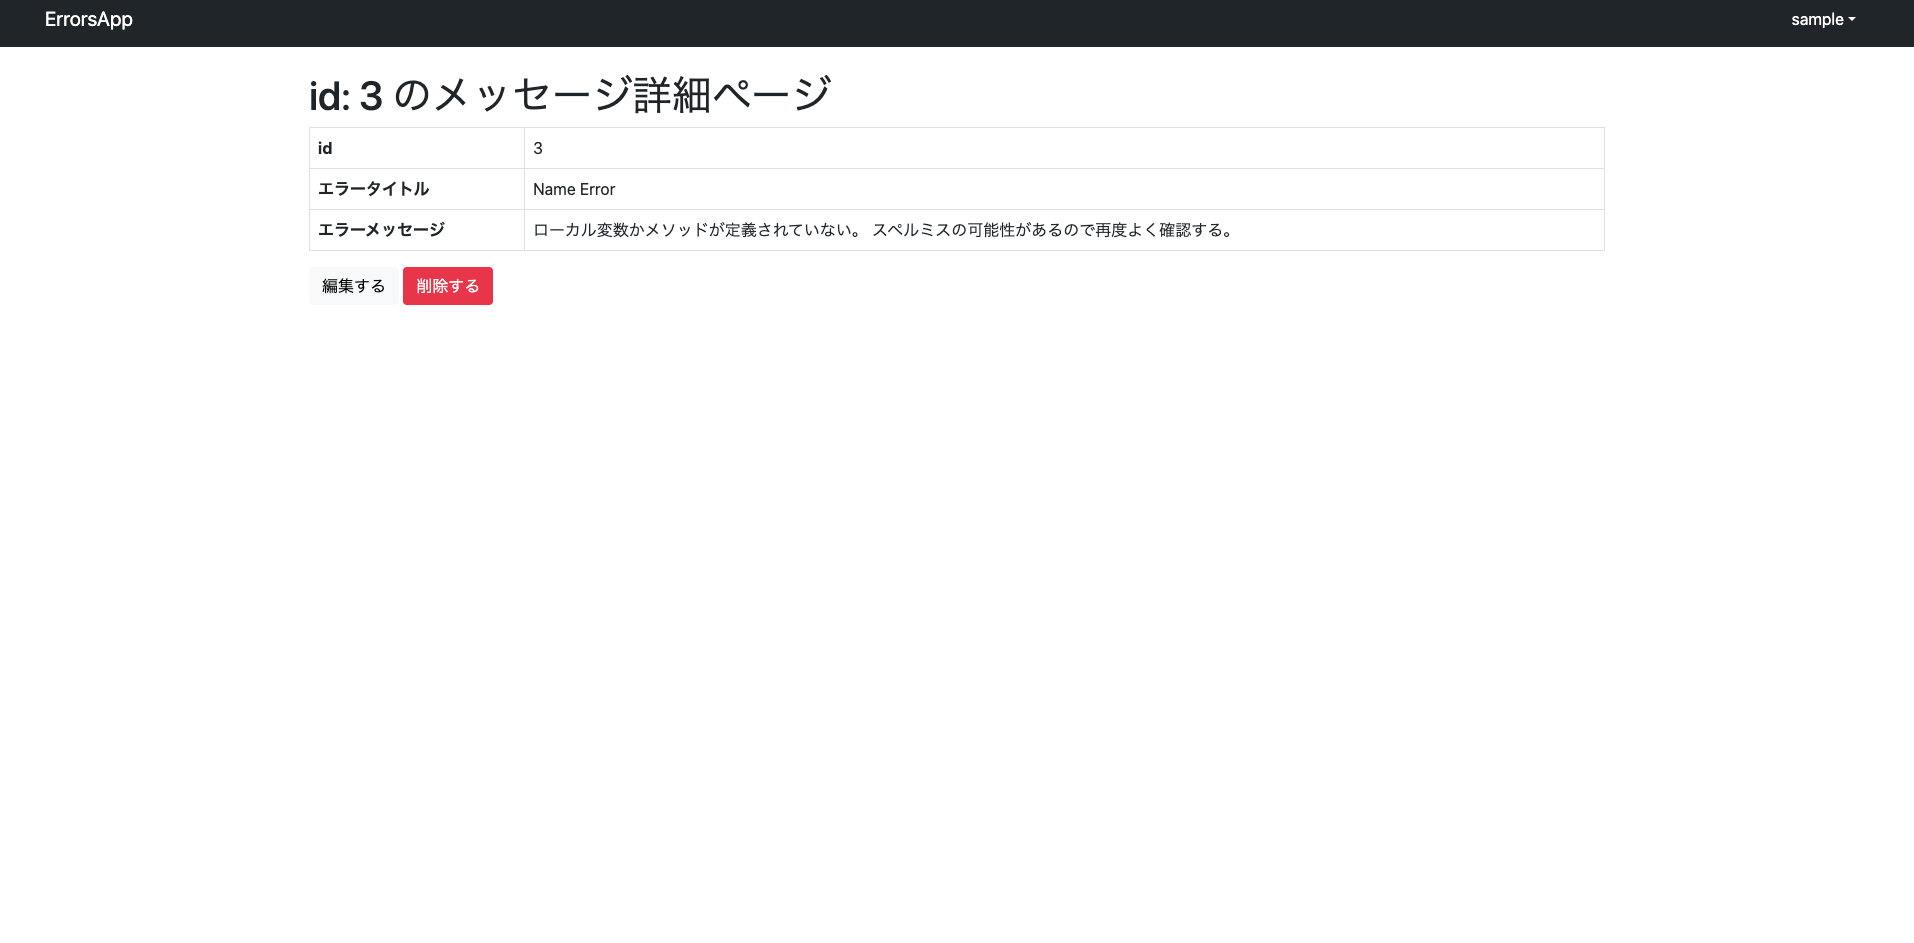 ErrorsApp sample
id: 3 のメッセージ詳細ページ
id 3
エラータイトル Name Error
エラーメッセージ ローカル変数かメソッドが定義されていない。 スペルミスの可能性があるので再度よく確認する。
編集する 削除する